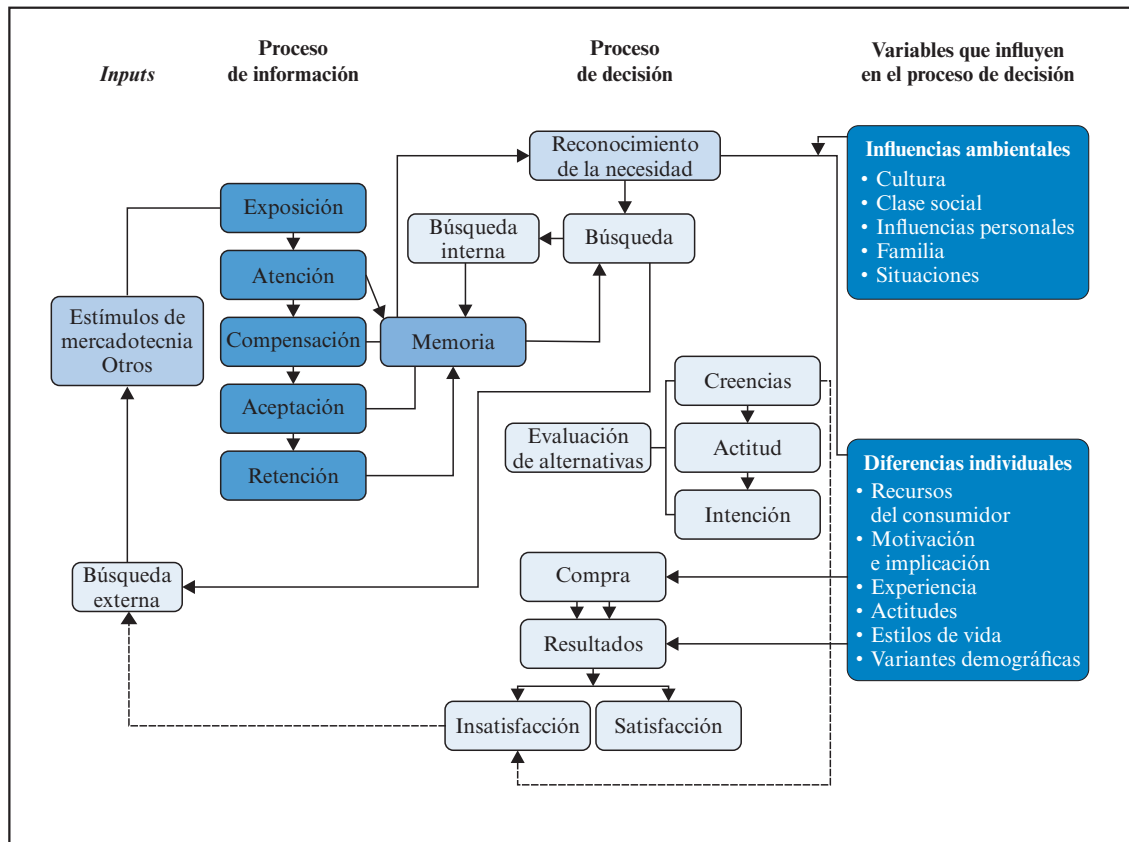 Inputs
Proceso
de información
Proceso
de decisión
Variables que influyen
en el proceso de decisión
Estímulos de
mercadotecnia
Otros
Búsqueda
externa
Exposición
Atención
Compensación
Aceptación
Retención
Memoria
Reconocimiento
de la necesidad
Búsqueda
interna
Búsqueda
Evaluación
de alternativas
Creencias
Actitud
Intención
Compra
Resultados
Insatisfacción
Satisfacción
Influencias ambientales
• Cultura
• Clase social
• Influencias personales
• Familia
• Situaciones
Diferencias individuales
• Recursos
del consumidor
• Motivación
e implicación
• Experiencia
• Actitudes
• Estilos de vida
• Variantes demográficas